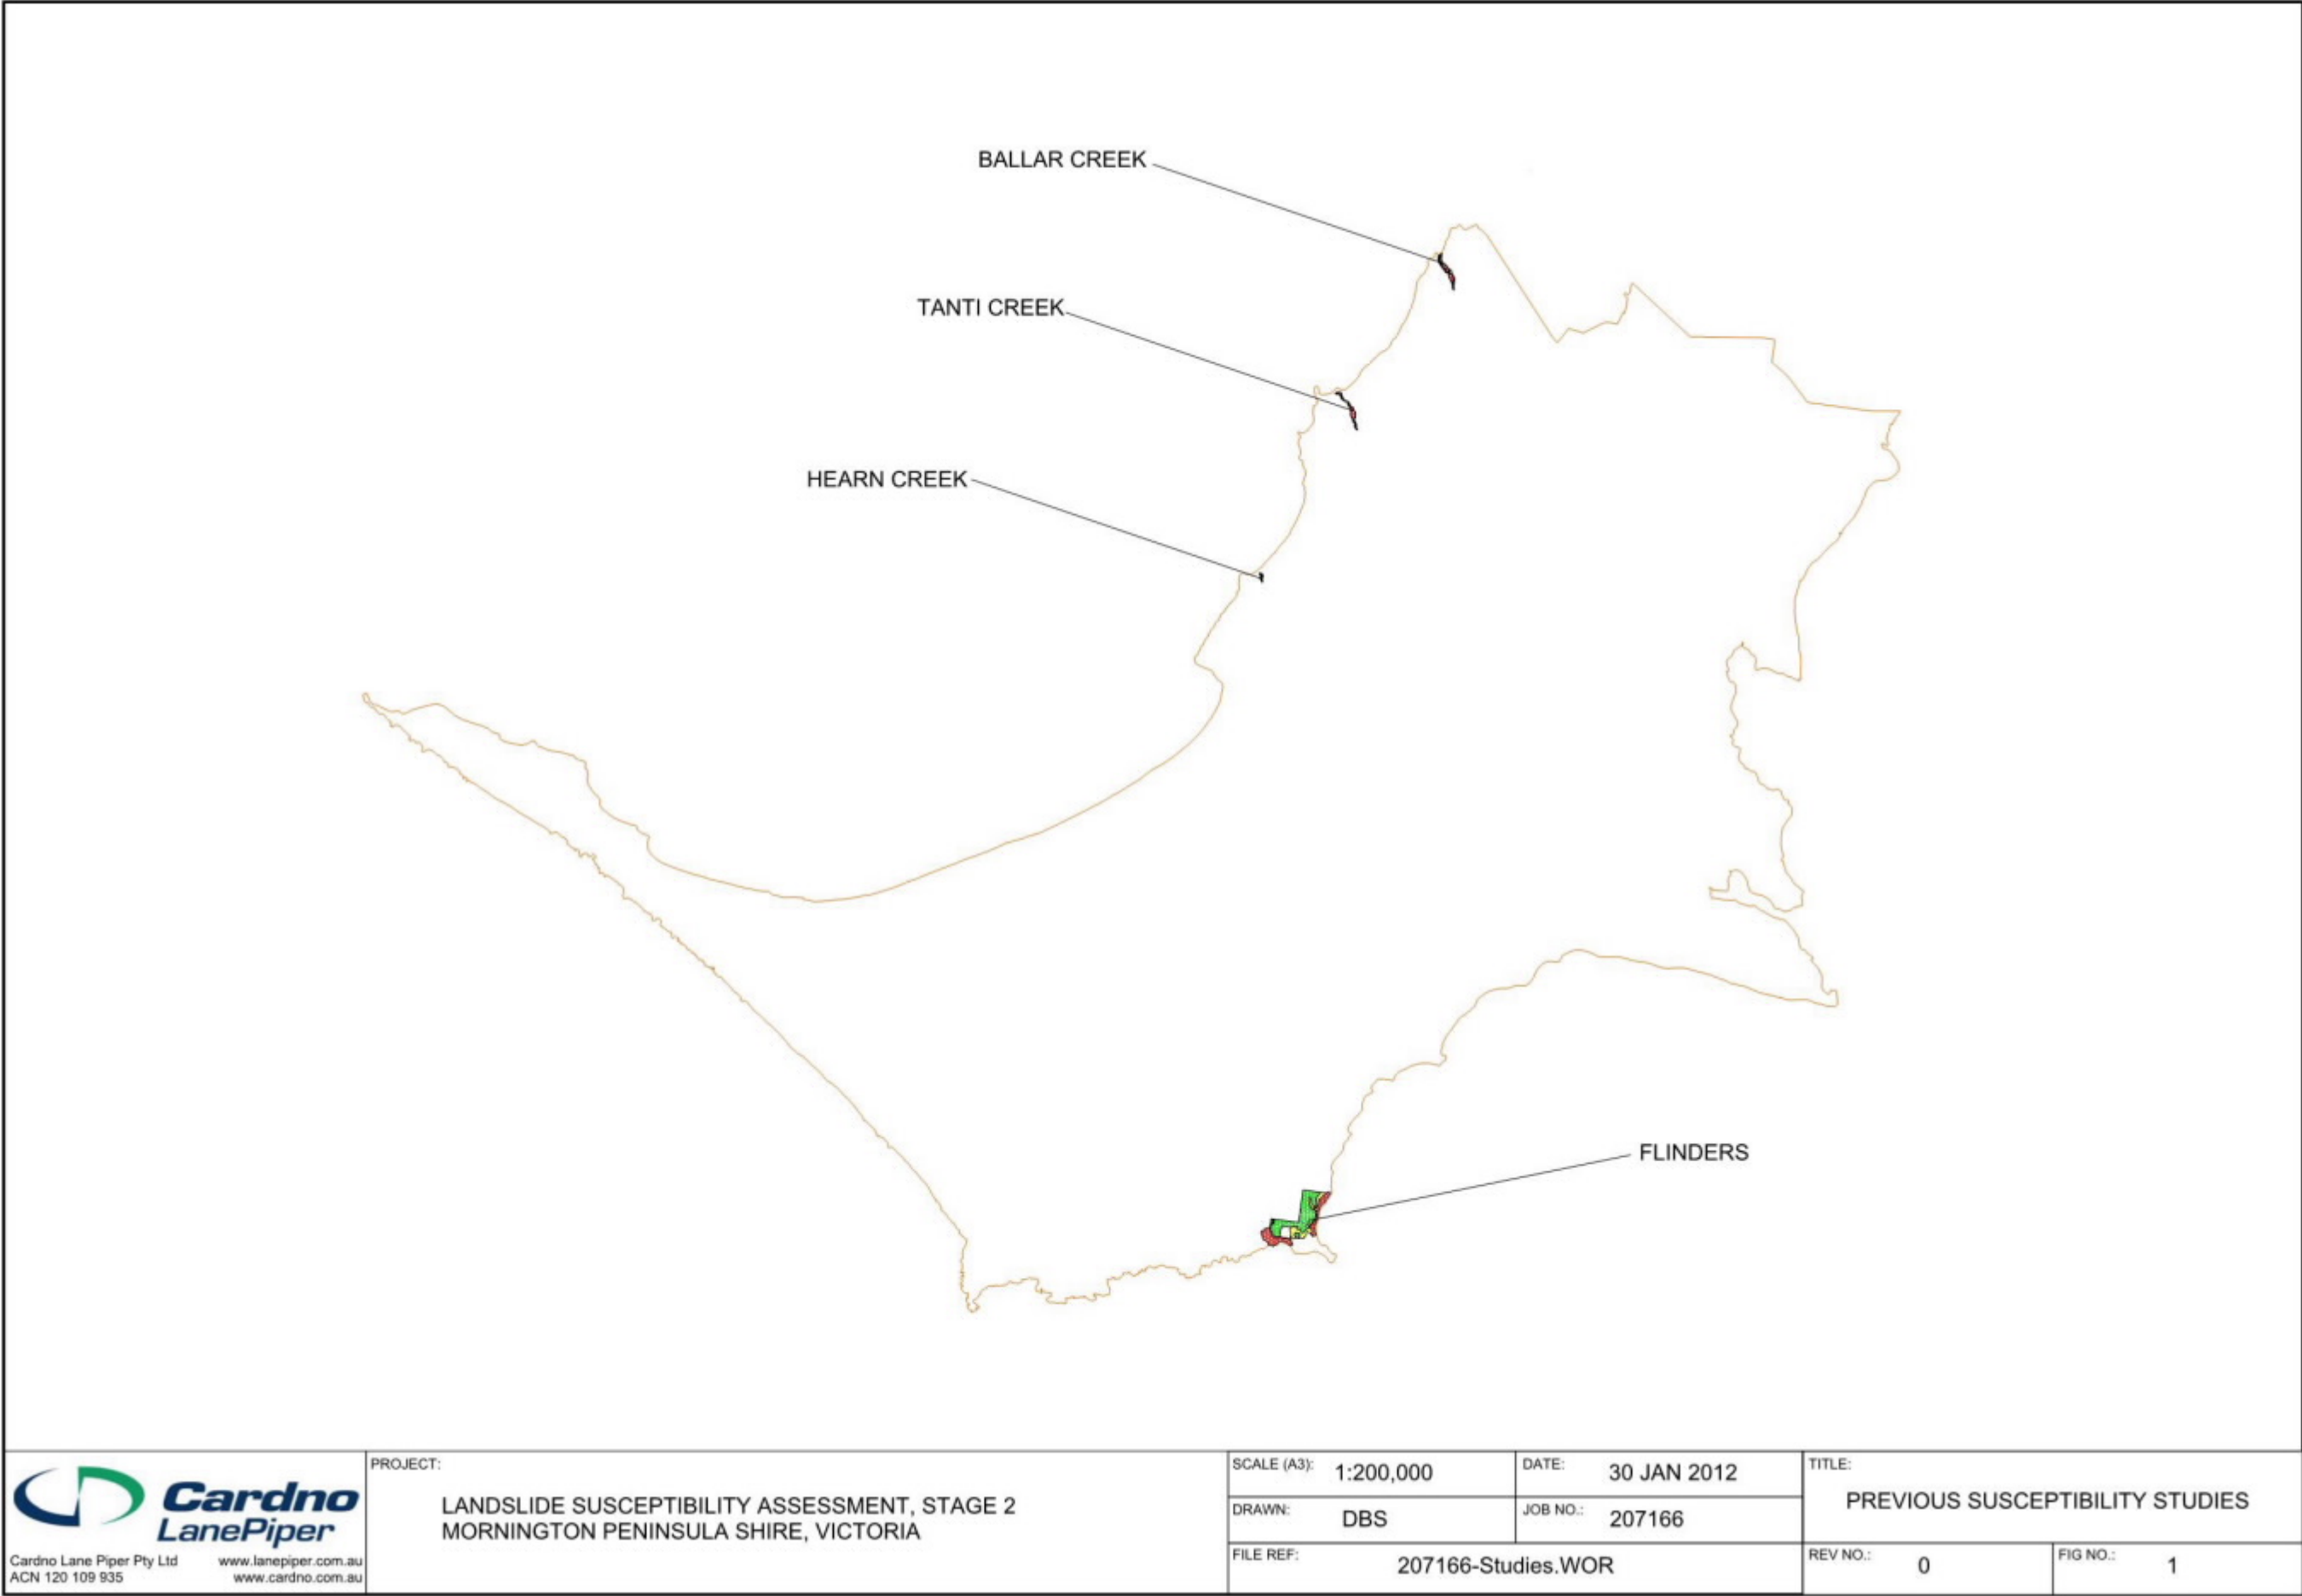 BALLAR CREEK
TANTI CREEK
HEARN CREEK
FLINDERS
Cardno
LanePiper
Cardno Lane Piper Pty Ltd www.lanepiper.com.au
ACN 120 109 935 www.cardno.com.au
PROJECT:
LANDSLIDE SUSCEPTIBILITY ASSESSMENT, STAGE 2
MORNINGTON PENINSULA SHIRE, VICTORIA
SCALE (A3): 1:200,000
DATE: 30 JAN 2012
DRAWN: DBS
JOB NO.: 207166
FILE REF: 207166-Studies.WOR
TITLE:
PREVIOUS SUSCEPTIBILITY STUDIES
REV NO.: 0
FIG NO.: 1